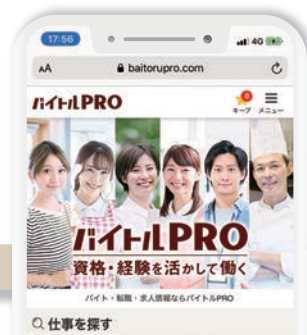 17:56
4G
AA baitorupro.com
バイトルPRO
0
キープ メニュー
バイトルPRO
資格・経験を活かして働く
バイト・転職・求人情報ならバイトルPRO
仕事を探す